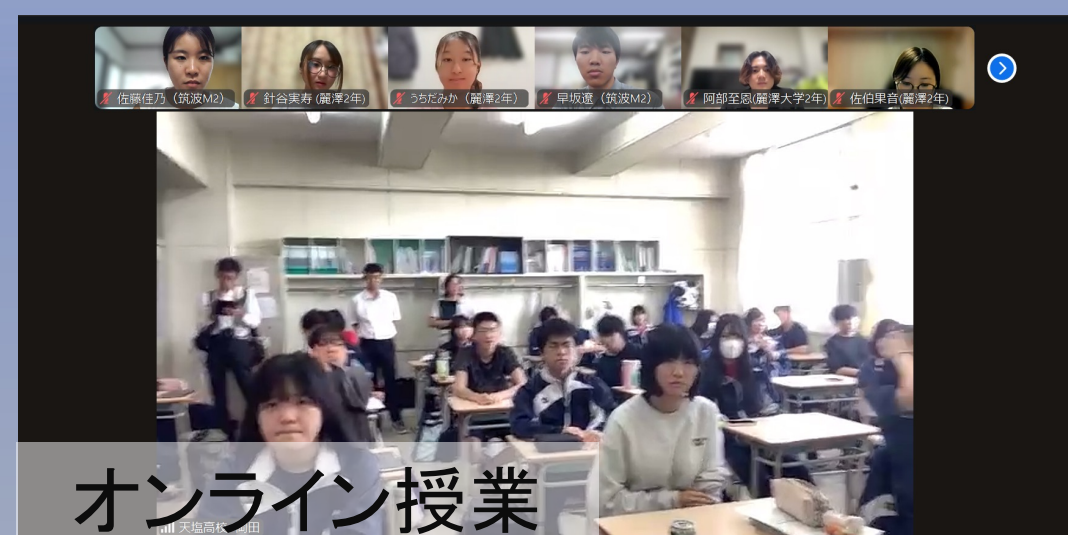 佐藤佳乃（筑波M2）
針谷実寿 (麗澤2年)
うちだみか（麗澤2年）
早坂遼（筑波M2）
阿部至恩(麗澤大学2年)
佐伯果音(麗澤2年)
オンライン授業
天塩高校 岡田